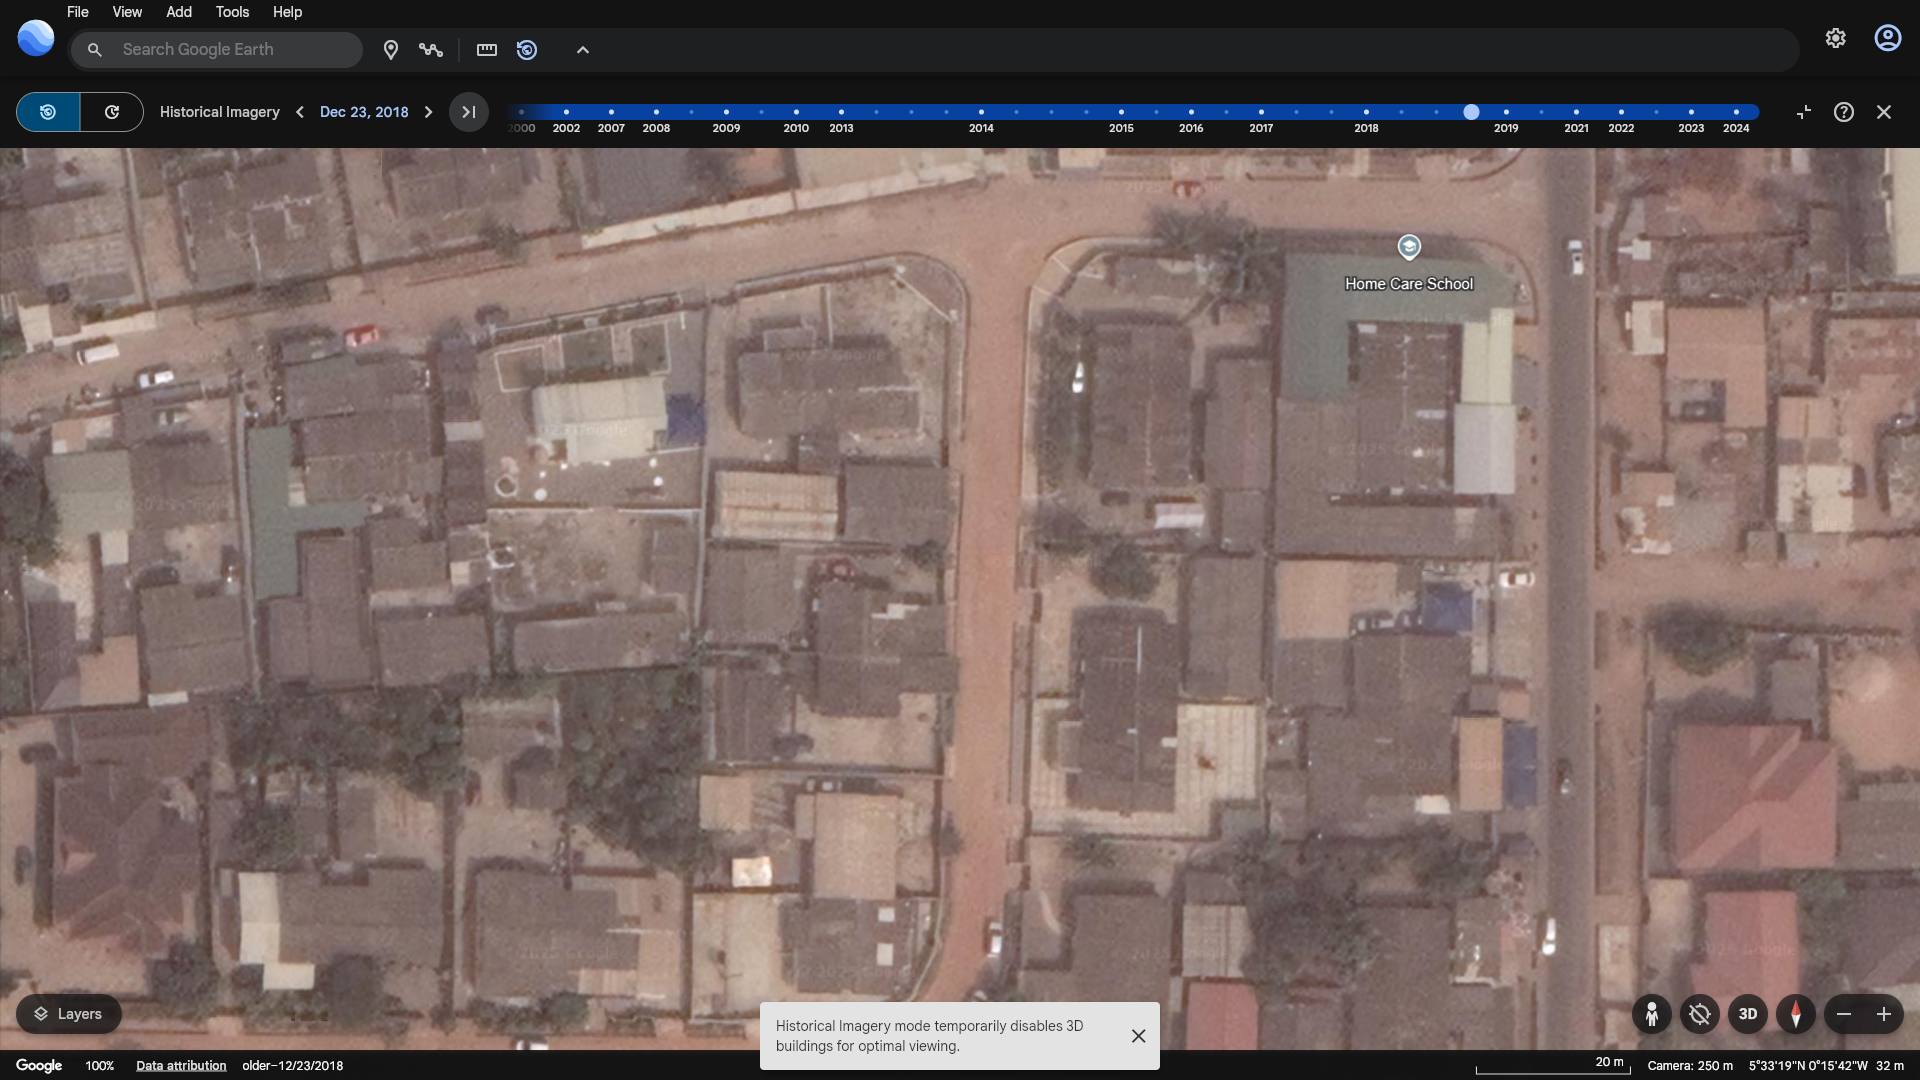 File View Add Tools Help
Search Google Earth
Historical Imagery Dec 23, 2018
2000 2002 2007 2008 2009 2010 2013 2014 2015 2016 2017 2018 2019 2021 2022 2023 2024
Home Care School
Layers
Historical Imagery mode temporarily disables 3D
buildings for optimal viewing.
3D
Google 100% Data attribution older–12/23/2018 20 m Camera: 250 m 5°33'19"N 0°15'42"W 32 m